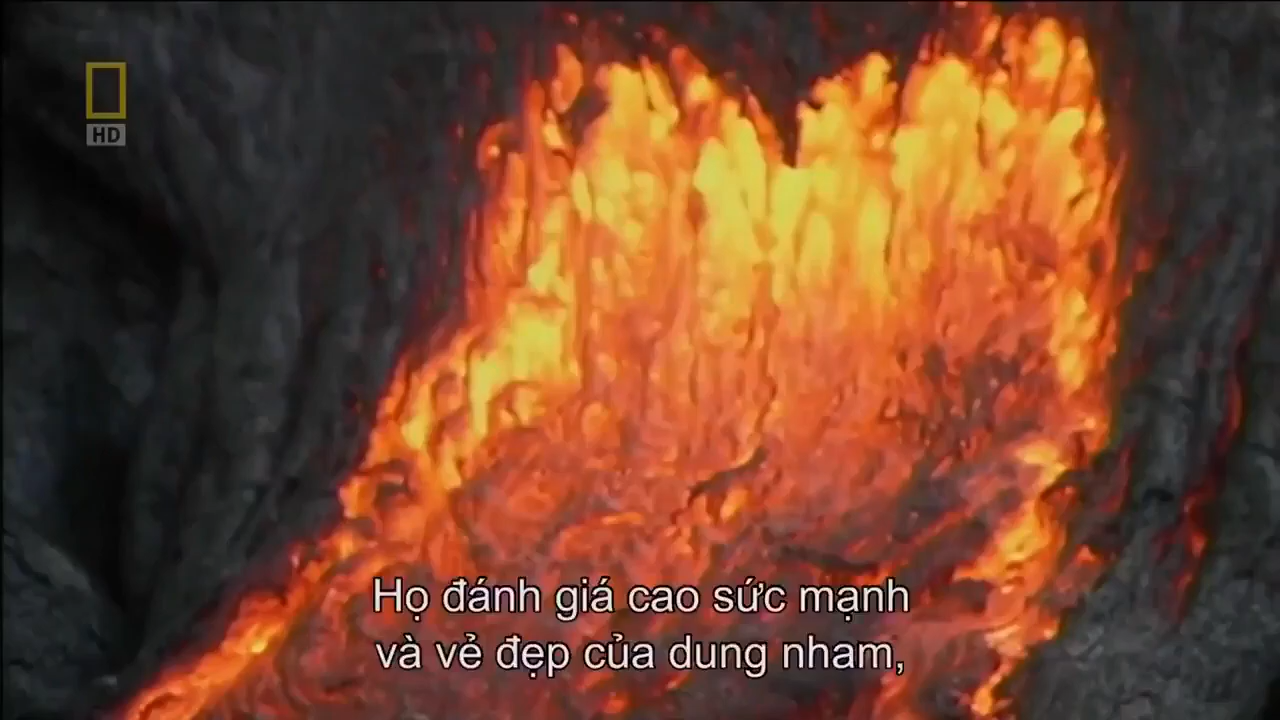 HD
Họ đánh giá cao sức mạnh
và vẻ đẹp của dung nham,